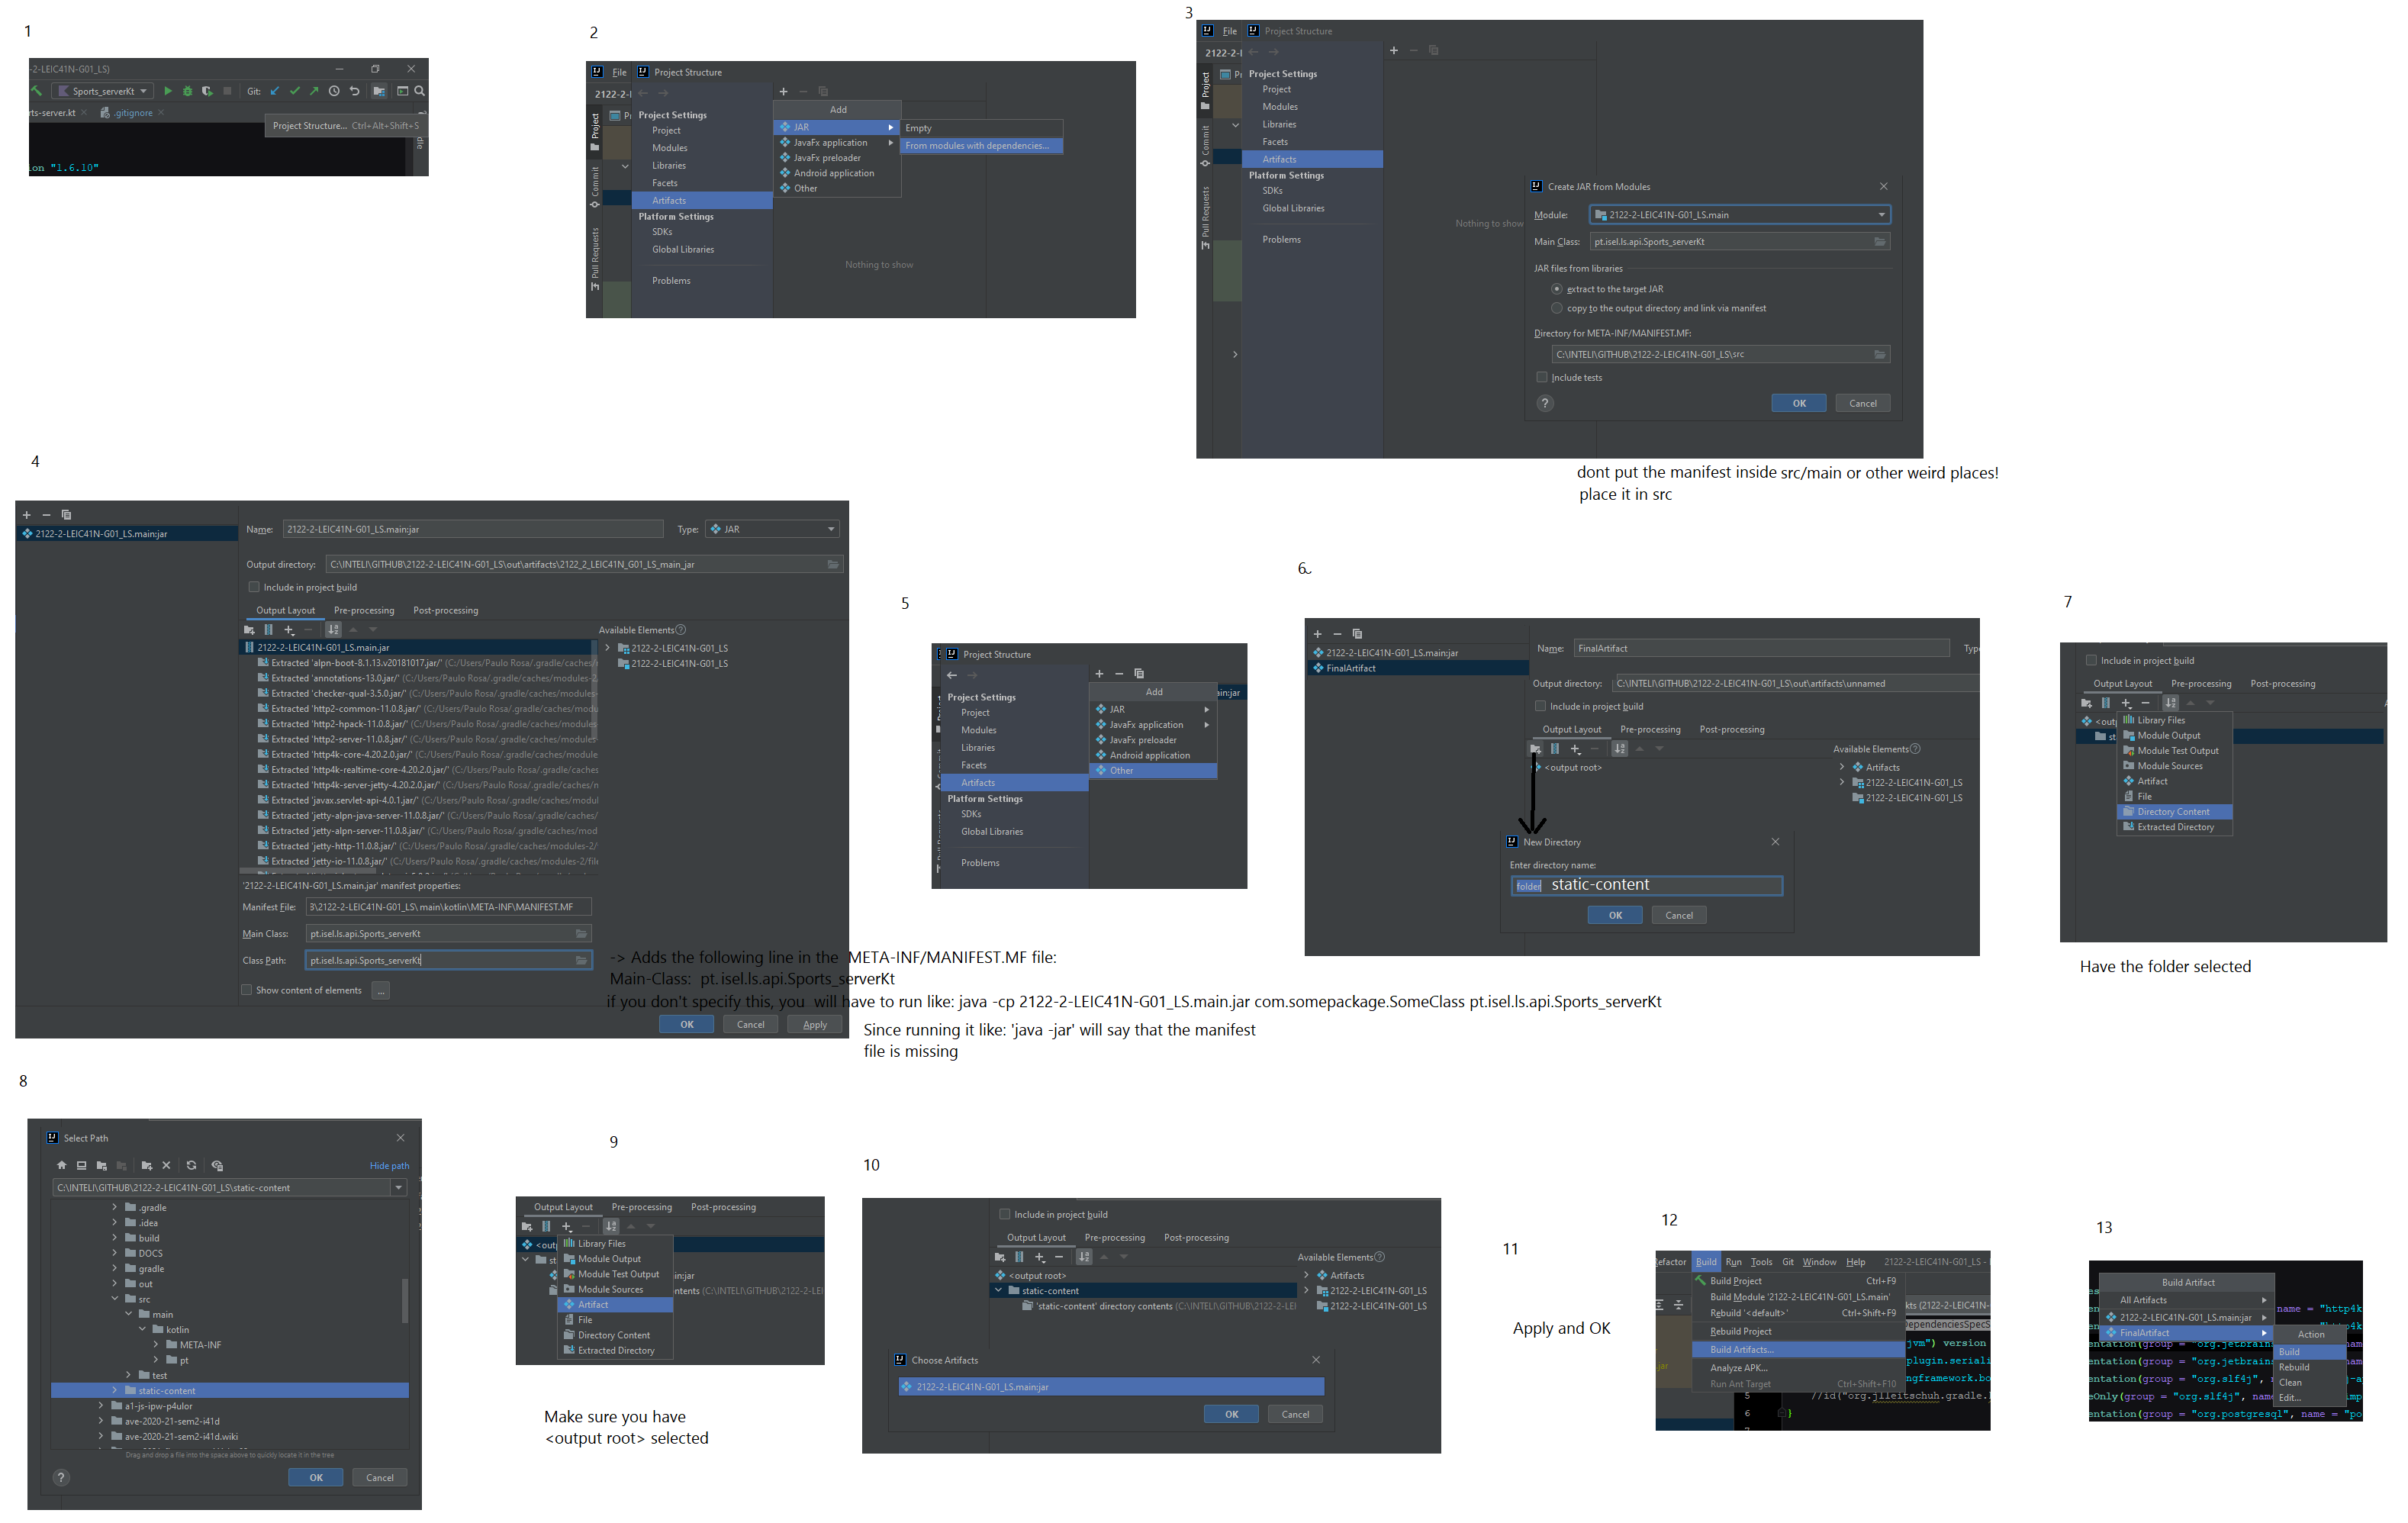 1
-2-LEIC41N-G01_LS)
Sports_serverKt
Git:
rts-server.kt
.gitignore
Project Structure... Ctrl+Alt+Shift+S
ion "1.6.10"
2
File
Project Structure
2122-2-
Project
Commit
Pull Requests
Project Settings
Project
Modules
Libraries
Facets
Artifacts
Platform Settings
SDKs
Global Libraries
Problems
Add
JAR
JavaFx application
JavaFx preloader
Android application
Other
Empty
From modules with dependencies...
Nothing to show
3
File
Project Structure
2122-2-
Project
Commit
Pull Requests
Project Settings
Project
Modules
Libraries
Facets
Artifacts
Platform Settings
SDKs
Global Libraries
Problems
Nothing to show
Create JAR from Modules
Module: 2122-2-LEIC41N-G01_LS.main
Main Class: pt.isel.ls.api.Sports_serverKt
JAR files from libraries
extract to the target JAR
copy to the output directory and link via manifest
Directory for META-INF/MANIFEST.MF:
C:\INTELI\GITHUB\2122-2-LEIC41N-G01_LS\src
Include tests
? OK Cancel
dont put the manifest inside src/main or other weird places!
place it in src
4
2122-2-LEIC41N-G01_LS.main:jar
Name: 2122-2-LEIC41N-G01_LS.main:jar Type: JAR
Output directory: C:\INTELI\GITHUB\2122-2-LEIC41N-G01_LS\out\artifacts\2122_2_LEIC41N_G01_LS_main_jar
Include in project build
Output Layout Pre-processing Post-processing
Available Elements
2122-2-LEIC41N-G01_LS
2122-2-LEIC41N-G01_LS
2122-2-LEIC41N-G01_LS.main.jar
Extracted 'alpn-boot-8.1.13.v20181017.jar/' (C:/Users/Paulo Rosa/.gradle/caches/
Extracted 'annotations-13.0.jar/' (C:/Users/Paulo Rosa/.gradle/caches/modules-2
Extracted 'checker-qual-3.5.0.jar/' (C:/Users/Paulo Rosa/.gradle/caches/modules-
Extracted 'http2-common-11.0.8.jar/' (C:/Users/Paulo Rosa/.gradle/caches/modu
Extracted 'http2-hpack-11.0.8.jar/' (C:/Users/Paulo Rosa/.gradle/caches/modules
Extracted 'http2-server-11.0.8.jar/' (C:/Users/Paulo Rosa/.gradle/caches/modules
Extracted 'http4k-core-4.20.2.0.jar/' (C:/Users/Paulo Rosa/.gradle/caches/module
Extracted 'http4k-realtime-core-4.20.2.0.jar/' (C:/Users/Paulo Rosa/.gradle/caches
Extracted 'http4k-server-jetty-4.20.2.0.jar/' (C:/Users/Paulo Rosa/.gradle/caches/n
Extracted 'javax.servlet-api-4.0.1.jar/' (C:/Users/Paulo Rosa/.gradle/caches/modul
Extracted 'jetty-alpn-java-server-11.0.8.jar/' (C:/Users/Paulo Rosa/.gradle/caches/
Extracted 'jetty-alpn-server-11.0.8.jar/' (C:/Users/Paulo Rosa/.gradle/caches/mod
Extracted 'jetty-http-11.0.8.jar/' (C:/Users/Paulo Rosa/.gradle/caches/modules-2/
Extracted 'jetty-io-11.0.8.jar/' (C:/Users/Paulo Rosa/.gradle/caches/modules-2/file
'2122-2-LEIC41N-G01_LS.main.jar' manifest properties:
Manifest File: 3\2122-2-LEIC41N-G01_LS\ main\kotlin\META-INF\MANIFEST.MF
Main Class: pt.isel.ls.api.Sports_serverKt
Class Path: pt.isel.ls.api.Sports_serverKt
Show content of elements ...
OK Cancel Apply
-> Adds the following line in the META-INF/MANIFEST.MF file:
Main-Class: pt.isel.ls.api.Sports_serverKt
if you don't specify this, you will have to run like: java -cp 2122-2-LEIC41N-G01_LS.main.jar com.somepackage.SomeClass pt.isel.ls.api.Sports_serverKt
Since running it like: 'java -jar' will say that the manifest
file is missing
5
Project Structure
Project Settings
Project
Modules
Libraries
Facets
Artifacts
Platform Settings
SDKs
Global Libraries
Problems
ain:jar
Add
JAR
JavaFx application
JavaFx preloader
Android application
Other
6
2122-2-LEIC41N-G01_LS.main:jar
FinalArtifact
Name: FinalArtifact Typ
Output directory: C:\INTELI\GITHUB\2122-2-LEIC41N-G01_LS\out\artifacts\unnamed
Include in project build
Output Layout Pre-processing Post-processing
Available Elements
<output root>
Artifacts
2122-2-LEIC41N-G01_LS
2122-2-LEIC41N-G01_LS
New Directory
Enter directory name:
folder static-content
OK Cancel
7
Include in project build
Output Layout Pre-processing Post-processing
<out
st
Library Files
Module Output
Module Test Output
Module Sources
Artifact
File
Directory Content
Extracted Directory
Have the folder selected
8
Select Path
Hide path
C:\INTELI\GITHUB\2122-2-LEIC41N-G01_LS\static-content
.gradle
.idea
build
DOCS
gradle
out
src
main
kotlin
META-INF
pt
test
static-content
a1-js-ipw-p4ulor
ave-2020-21-sem2-i41d
ave-2020-21-sem2-i41d.wiki
Drag and drop a file into the space above to quickly locate it in the tree
? OK Cancel
9
Output Layout Pre-processing Post-processing
<out
st
in:jar
ntents (C:\INTELI\GITHUB\2122-2-LEI
Library Files
Module Output
Module Test Output
Module Sources
Artifact
File
Directory Content
Extracted Directory
Make sure you have
<output root> selected
10
Include in project build
Output Layout Pre-processing Post-processing
Available Elements
<output root>
static-content
'static-content' directory contents (C:\INTELI\GITHUB\2122-2-LEI
Artifacts
2122-2-LEIC41N-G01_LS
2122-2-LEIC41N-G01_LS
Choose Artifacts
2122-2-LEIC41N-G01_LS.main:jar
OK Cancel
11
Apply and OK
12
Refactor Build Run Tools Git Window Help 2122-2-LEIC41N-G01_LS -
Build Project Ctrl+F9
Build Module '2122-2-LEIC41N-G01_LS.main'
Rebuild '<default>' Ctrl+Shift+F9
Rebuild Project
Build Artifacts...
Analyze APK...
Run Ant Target Ctrl+Shift+F10
kts (2122-2-LEIC41N-
DependenciesSpecS
jvm") version
plugin.seriali
ngframework.bo
5 //id("org.jlleitschuh.gradle.
6 }
13
Build Artifact
All Artifacts
2122-2-LEIC41N-G01_LS.main:jar
FinalArtifact
Action
Build
Rebuild
Clean
Edit...
name = "http4k
entation(group = "org.jetbrain
entation(group = "org.jetbrains
entation(group = "org.slf4j",
eOnly(group = "org.slf4j",
entation(group = "org.postgresql", name = "po